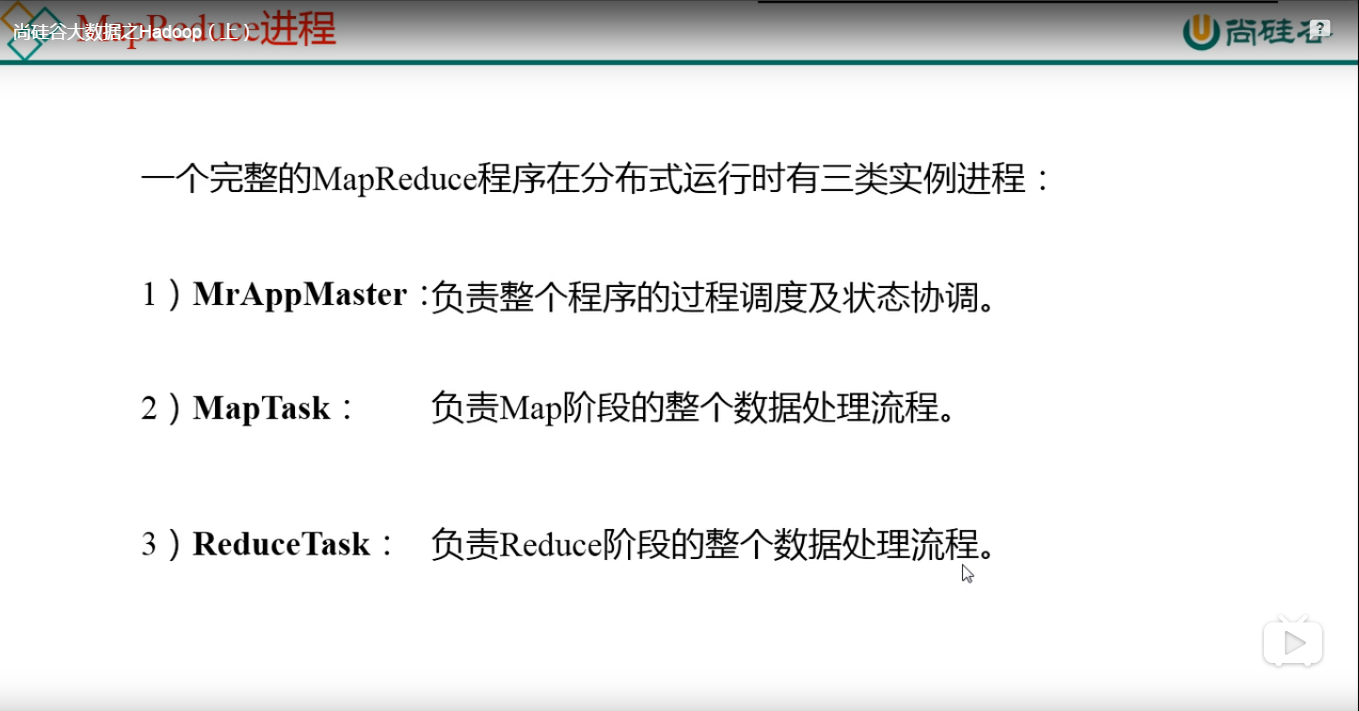 尚硅谷大数据之Hadoop（上）
MapReduce进程
尚硅谷
?
一个完整的MapReduce程序在分布式运行时有三类实例进程：
1）MrAppMaster：负责整个程序的过程调度及状态协调。
2）MapTask： 负责Map阶段的整个数据处理流程。
3）ReduceTask： 负责Reduce阶段的整个数据处理流程。